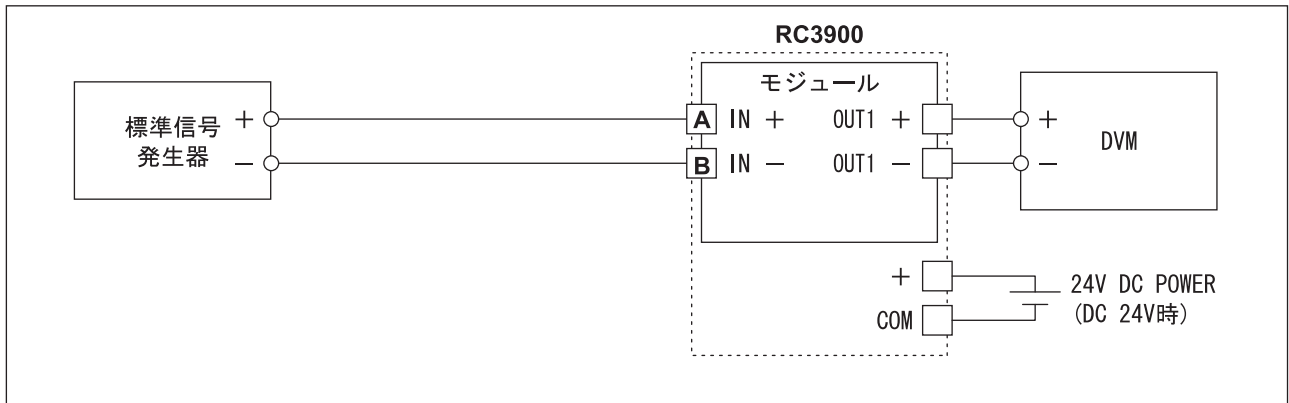 RC3900
モジュール
標準信号
発生器
+
−
A IN +
B IN −
OUT1 +
OUT1 −
+
−
DVM
+
COM
24V DC POWER
(DC 24V時)